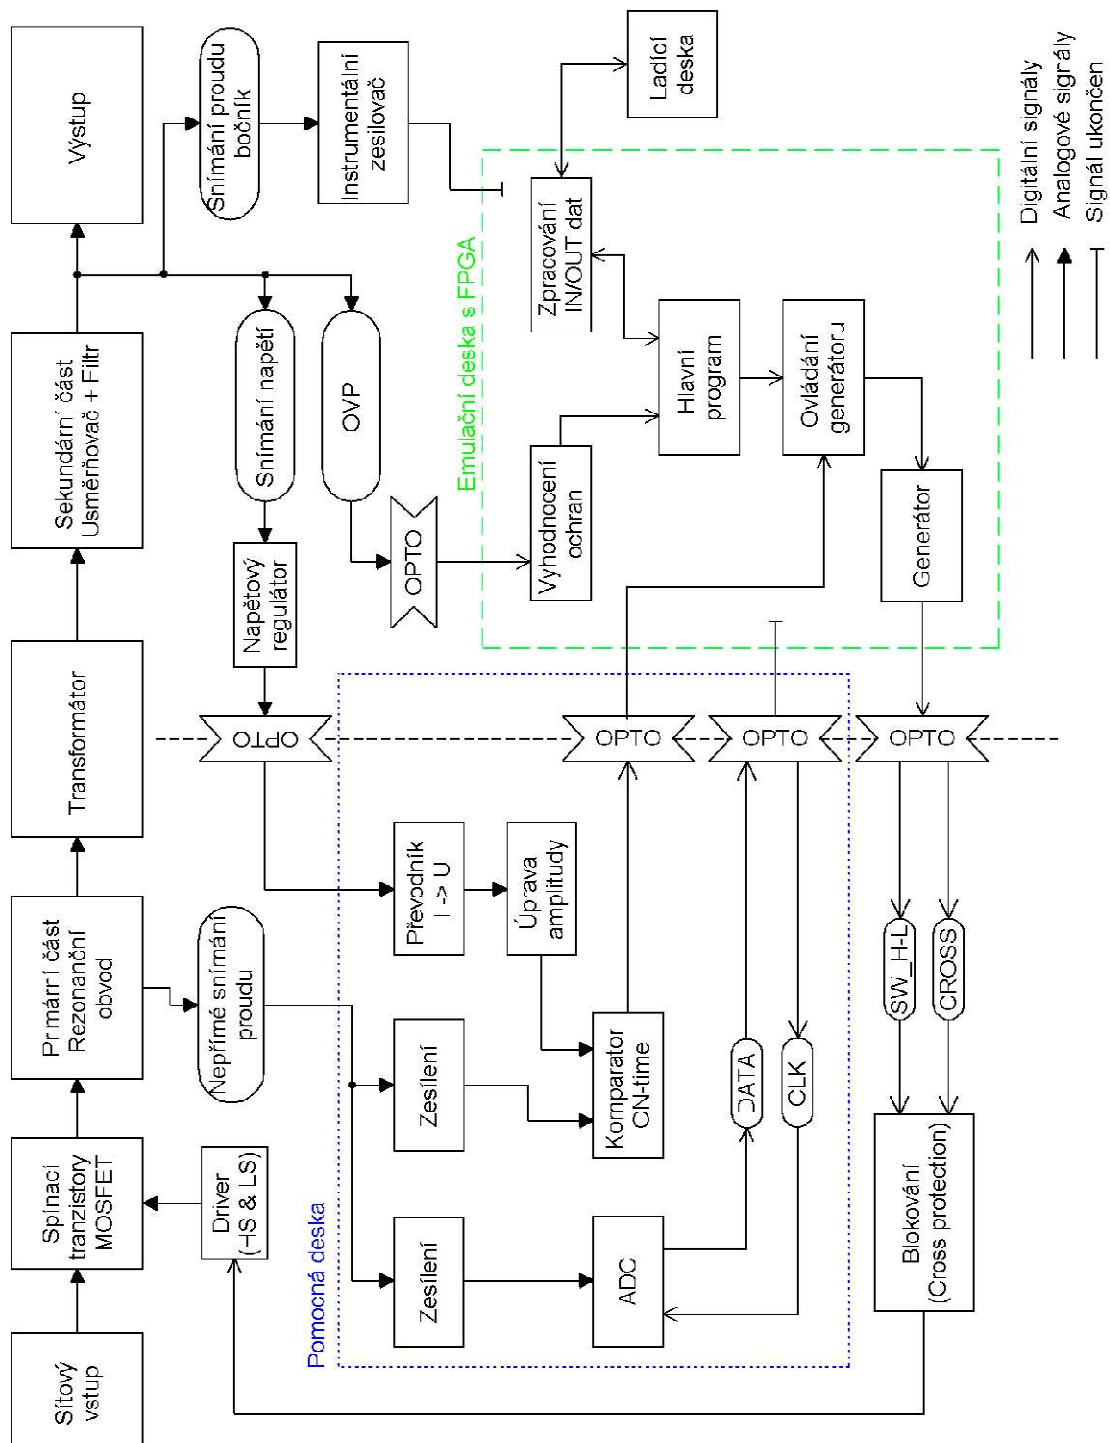 Síťový
vstup
Spínací
tranzistory
MOSFET
Primární část
Rezonanční
obvod
Transformátor
Sekundární část
Usměrňovač + Filtr
Výstup
Driver
(HS & LS)
Nepřímé snímání
proudu
Napěťový
regulátor
Snímání napětí
OVP
Snímání proudu
bočník
Instrumentální
zesilovač
Ladící
deska
OPTO
OPTO
Pomocná deska
Zesílení
Zesílení
Převodník
I -> U
Úprava
amplitudy
ADC
Komparator
CN-time
OPTO
OPTO
OPTO
DATA
CLK
SW_H-L
CROSS
Blokování
(Cross protection)
Emulační deska s FPGA
Vyhodnocení
ochran
Zpracování
IN/OUT dat
Hlavní
program
Ovládání
generátoru
Generátor
Digitální signály
Analogové signály
Signál ukončen